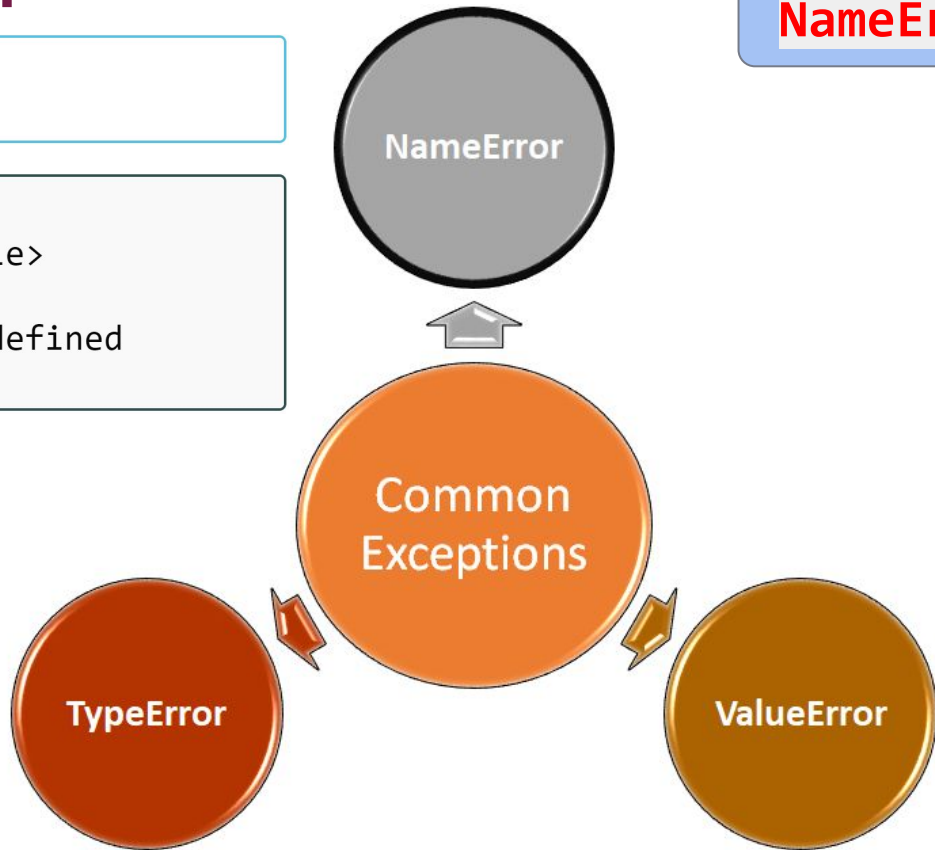 NameEr
NameError
le>
defined
Common
Exceptions
TypeError
ValueError